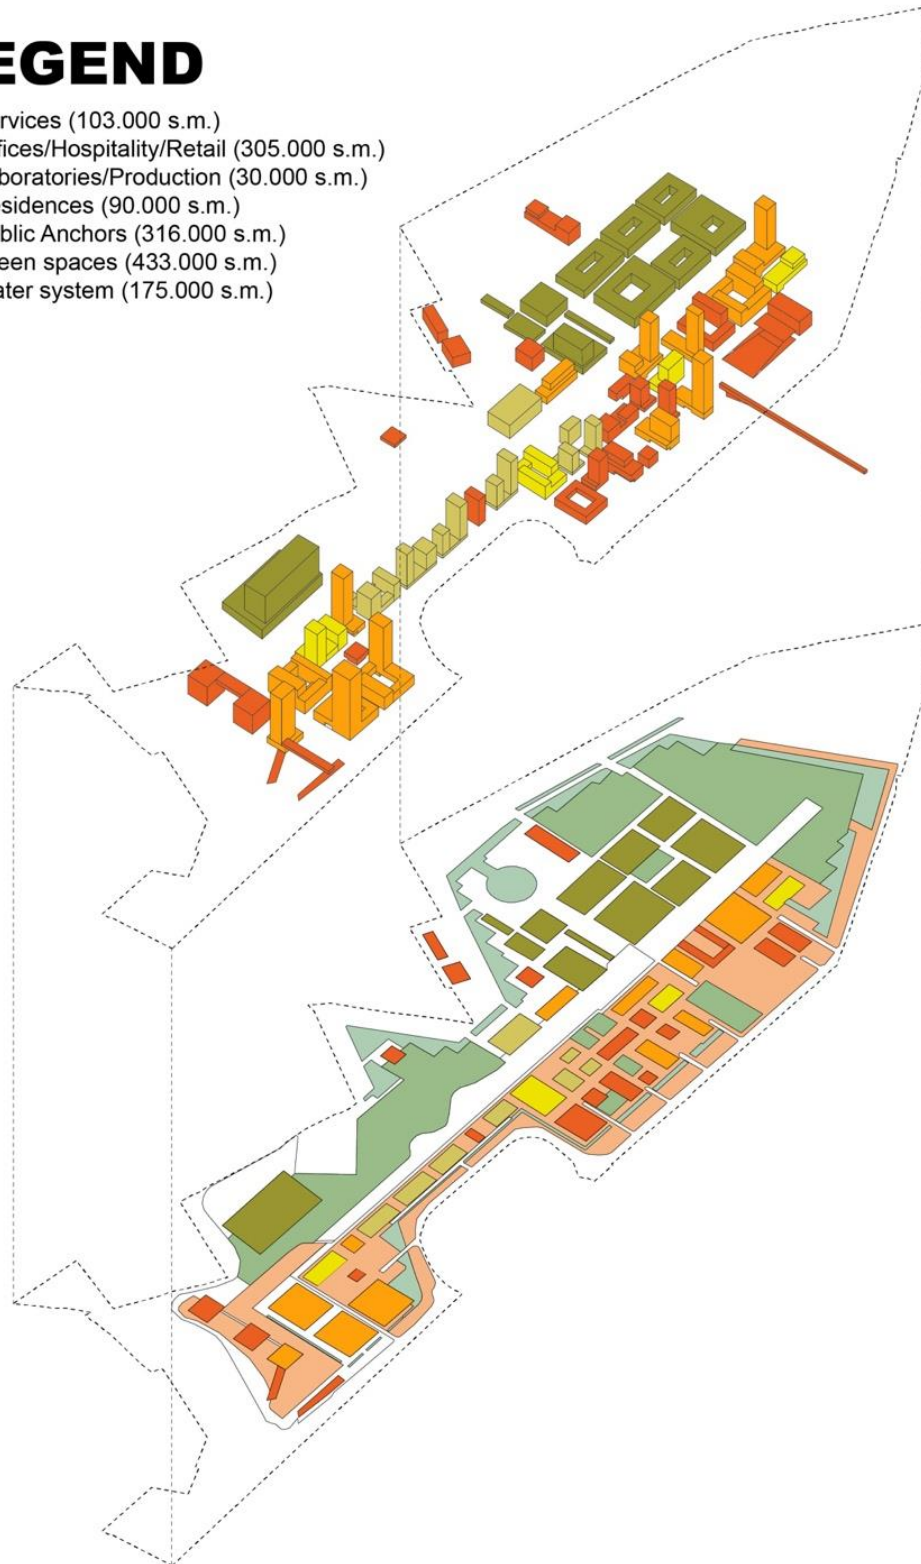 EGEND
rvices (103.000 s.m.)
fices/Hospitality/Retail (305.000 s.m.)
boratories/Production (30.000 s.m.)
sidences (90.000 s.m.)
blic Anchors (316.000 s.m.)
een spaces (433.000 s.m.)
ater system (175.000 s.m.)